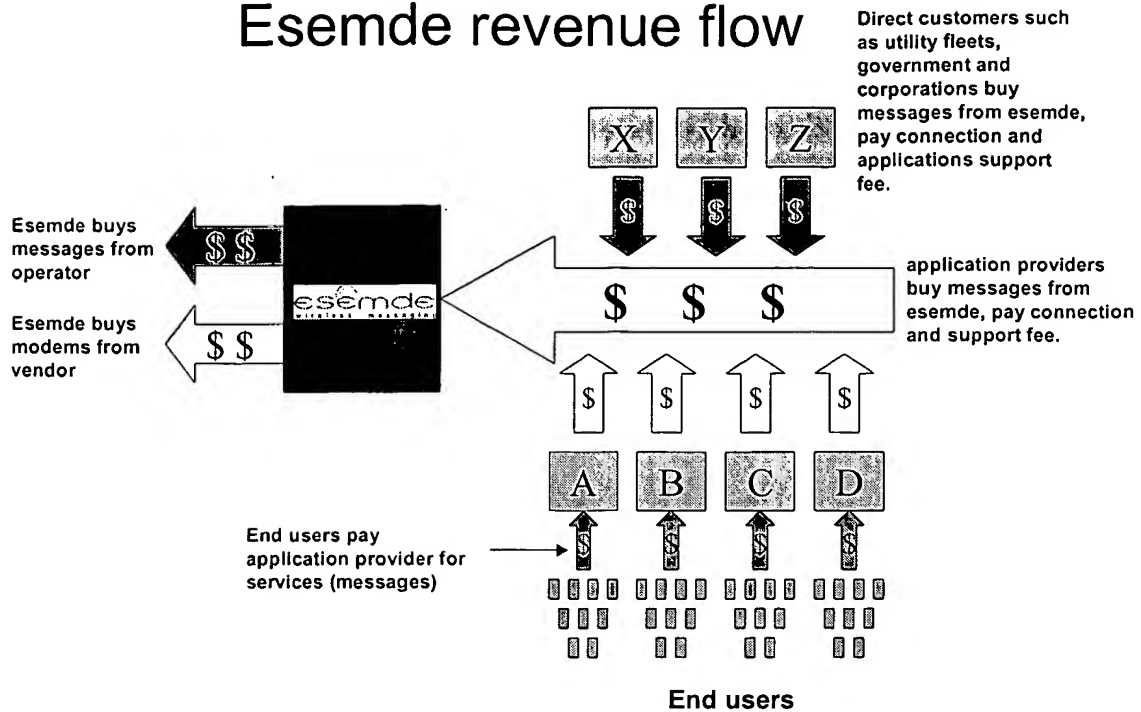 Esemde revenue flow
Direct customers such
as utility fleets,
government and
corporations buy
messages from esemde,
pay connection and
applications support
fee.
X Y Z
$ $ $
Esemde buys
messages from
operator
$ $
esemde
wireless messaging
$ $ $
application providers
buy messages from
esemde, pay connection
and support fee.
Esemde buys
modems from
vendor
$ $
$ $ $ $
A B C D
End users pay
application provider for
services (messages)
$ $ $ $
End users